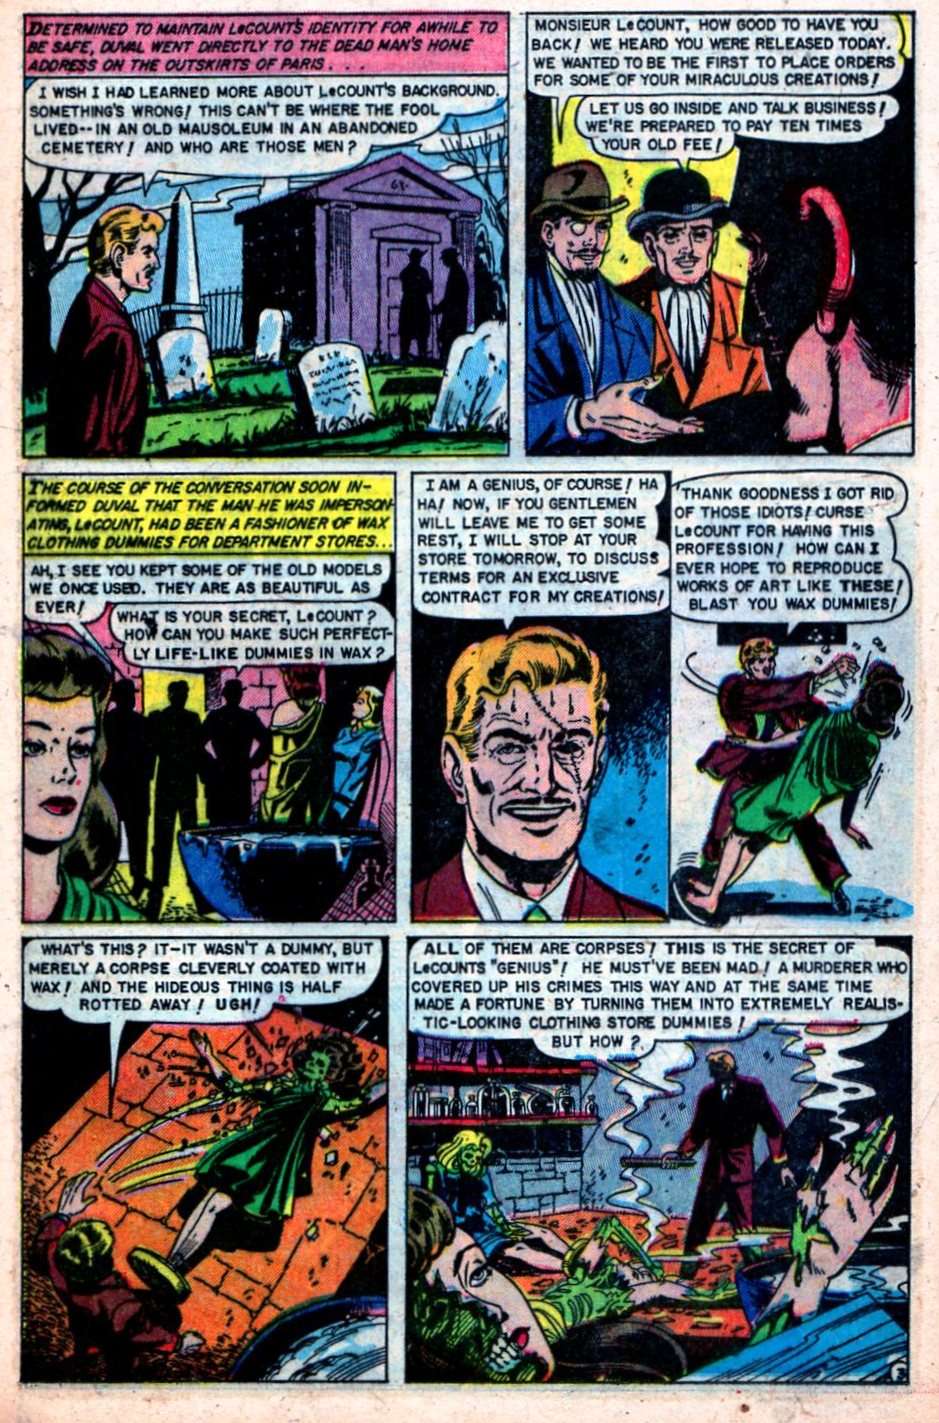 DETERMINED TO MAINTAIN LeCOUNT'S IDENTITY FOR AWHILE TO
BE SAFE, DUVAL WENT DIRECTLY TO THE DEAD MAN'S HOME
ADDRESS ON THE OUTSKIRTS OF PARIS . . .
I WISH I HAD LEARNED MORE ABOUT LeCOUNT'S BACKGROUND.
SOMETHING'S WRONG! THIS CAN'T BE WHERE THE FOOL
LIVED--IN AN OLD MAUSOLEUM IN AN ABANDONED
CEMETERY! AND WHO ARE THOSE MEN?
MONSIEUR LeCOUNT, HOW GOOD TO HAVE YOU
BACK! WE HEARD YOU WERE RELEASED TODAY.
WE WANTED TO BE THE FIRST TO PLACE ORDERS
FOR SOME OF YOUR MIRACULOUS CREATIONS!
LET US GO INSIDE AND TALK BUSINESS!
WE'RE PREPARED TO PAY TEN TIMES
YOUR OLD FEE!
THE COURSE OF THE CONVERSATION SOON IN-
FORMED DUVAL THAT THE MAN HE WAS IMPERSON-
ATING, LeCOUNT, HAD BEEN A FASHIONER OF WAX
CLOTHING DUMMIES FOR DEPARTMENT STORES...
AH, I SEE YOU KEPT SOME OF THE OLD MODELS
WE ONCE USED. THEY ARE AS BEAUTIFUL AS
EVER!
WHAT IS YOUR SECRET, LeCOUNT?
HOW CAN YOU MAKE SUCH PERFECT-
LY LIFE-LIKE DUMMIES IN WAX?
I AM A GENIUS, OF COURSE! HA
HA! NOW, IF YOU GENTLEMEN
WILL LEAVE ME TO GET SOME
REST, I WILL STOP AT YOUR
STORE TOMORROW, TO DISCUSS
TERMS FOR AN EXCLUSIVE
CONTRACT FOR MY CREATIONS!
THANK GOODNESS I GOT RID
OF THOSE IDIOTS! CURSE
LeCOUNT FOR HAVING THIS
PROFESSION! HOW CAN I
EVER HOPE TO REPRODUCE
WORKS OF ART LIKE THESE!
BLAST YOU WAX DUMMIES!
WHAT'S THIS? IT-IT WASN'T A DUMMY, BUT
MERELY A CORPSE CLEVERLY COATED WITH
WAX! AND THE HIDEOUS THING IS HALF
ROTTED AWAY! UGH!
ALL OF THEM ARE CORPSES! THIS IS THE SECRET OF
LeCOUNTS "GENIUS"! HE MUST'VE BEEN MAD! A MURDERER WHO
COVERED UP HIS CRIMES THIS WAY AND AT THE SAME TIME
MADE A FORTUNE BY TURNING THEM INTO EXTREMELY REALIS-
TIC-LOOKING CLOTHING STORE DUMMIES!
BUT HOW?
3